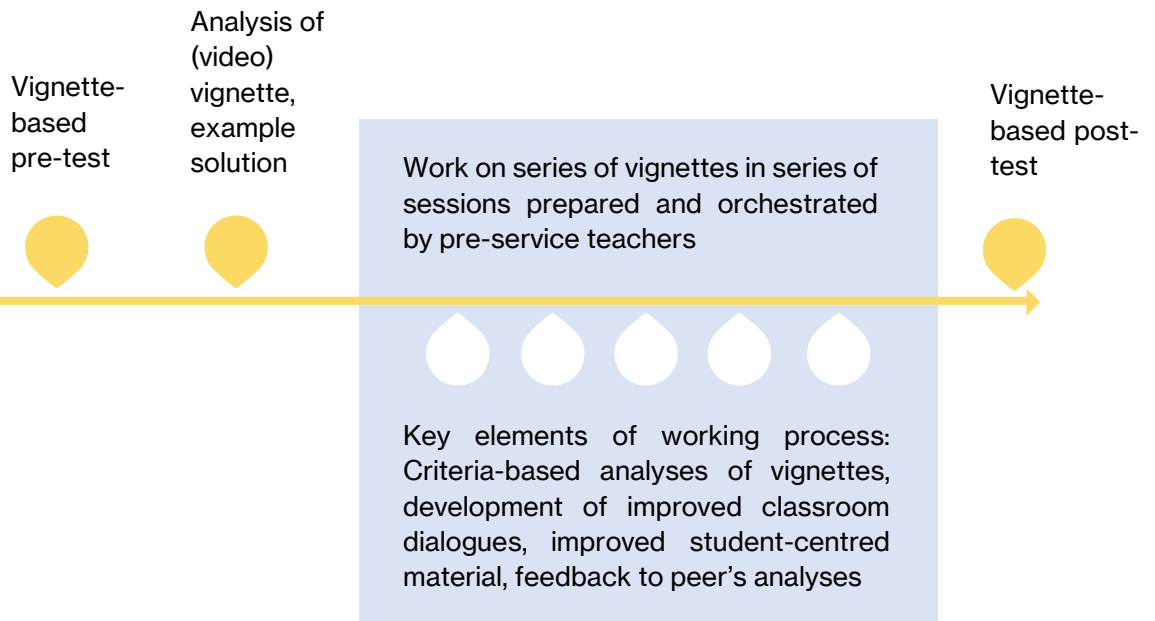 Vignette-
based
pre-test
Analysis of
(video)
vignette,
example
solution
Work on series of vignettes in series of
sessions prepared and orchestrated
by pre-service teachers
Key elements of working process:
Criteria-based analyses of vignettes,
development of improved classroom
dialogues, improved student-centred
material, feedback to peer’s analyses
Vignette-
based post-
test